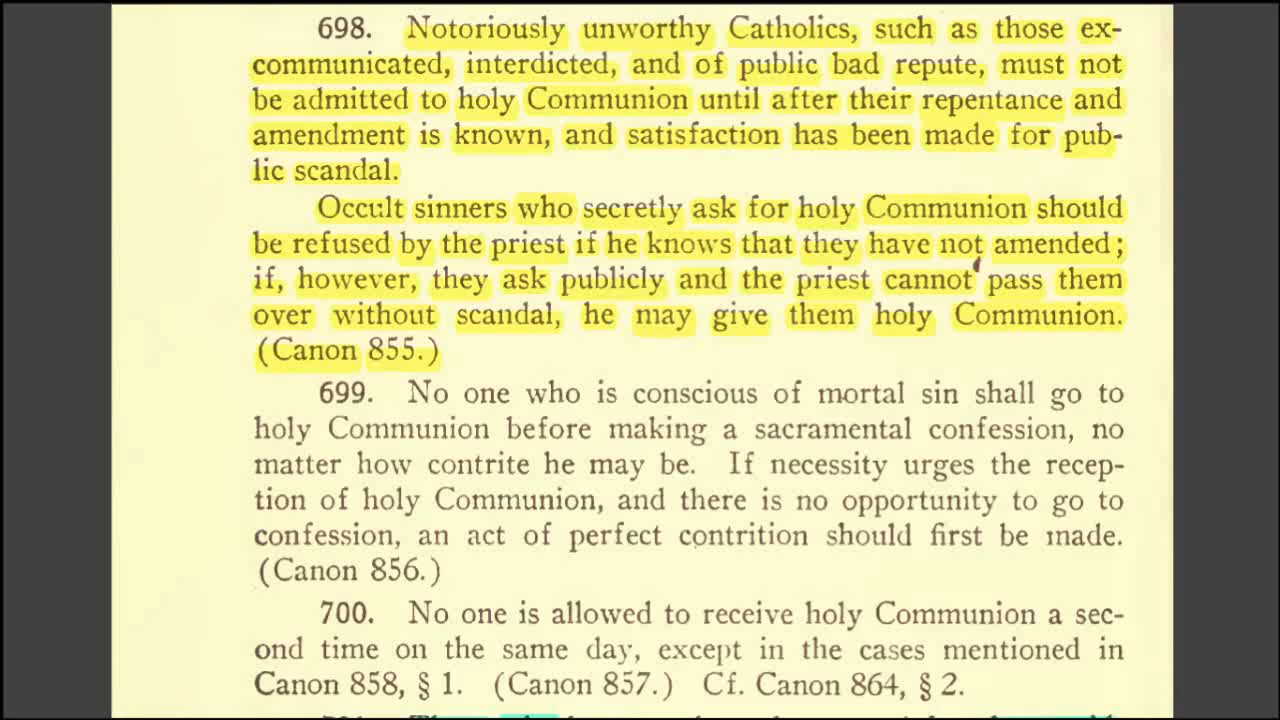 698. Notoriously unworthy Catholics, such as those ex-
communicated, interdicted, and of public bad repute, must not
be admitted to holy Communion until after their repentance and
amendment is known, and satisfaction has been made for pub-
lic scandal.
Occult sinners who secretly ask for holy Communion should
be refused by the priest if he knows that they have not amended;
if, however, they ask publicly and the priest cannot pass them
over without scandal, he may give them holy Communion.
(Canon 855.)
699. No one who is conscious of mortal sin shall go to
holy Communion before making a sacramental confession, no
matter how contrite he may be. If necessity urges the recep-
tion of holy Communion, and there is no opportunity to go to
confession, an act of perfect contrition should first be made.
(Canon 856.)
700. No one is allowed to receive holy Communion a sec-
ond time on the same day, except in the cases mentioned in
Canon 858, § 1. (Canon 857.) Cf. Canon 864, § 2.